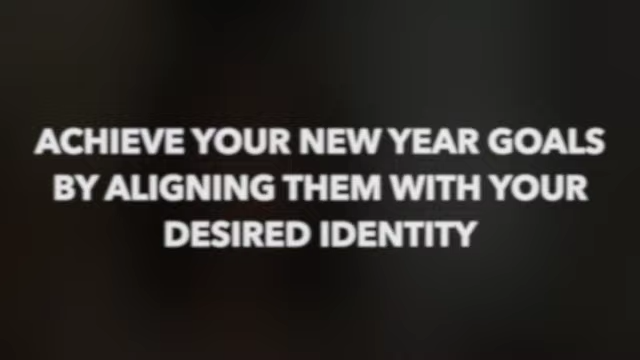 ACHIEVE YOUR NEW YEAR GOALS
BY ALIGNING THEM WITH YOUR
DESIRED IDENTITY